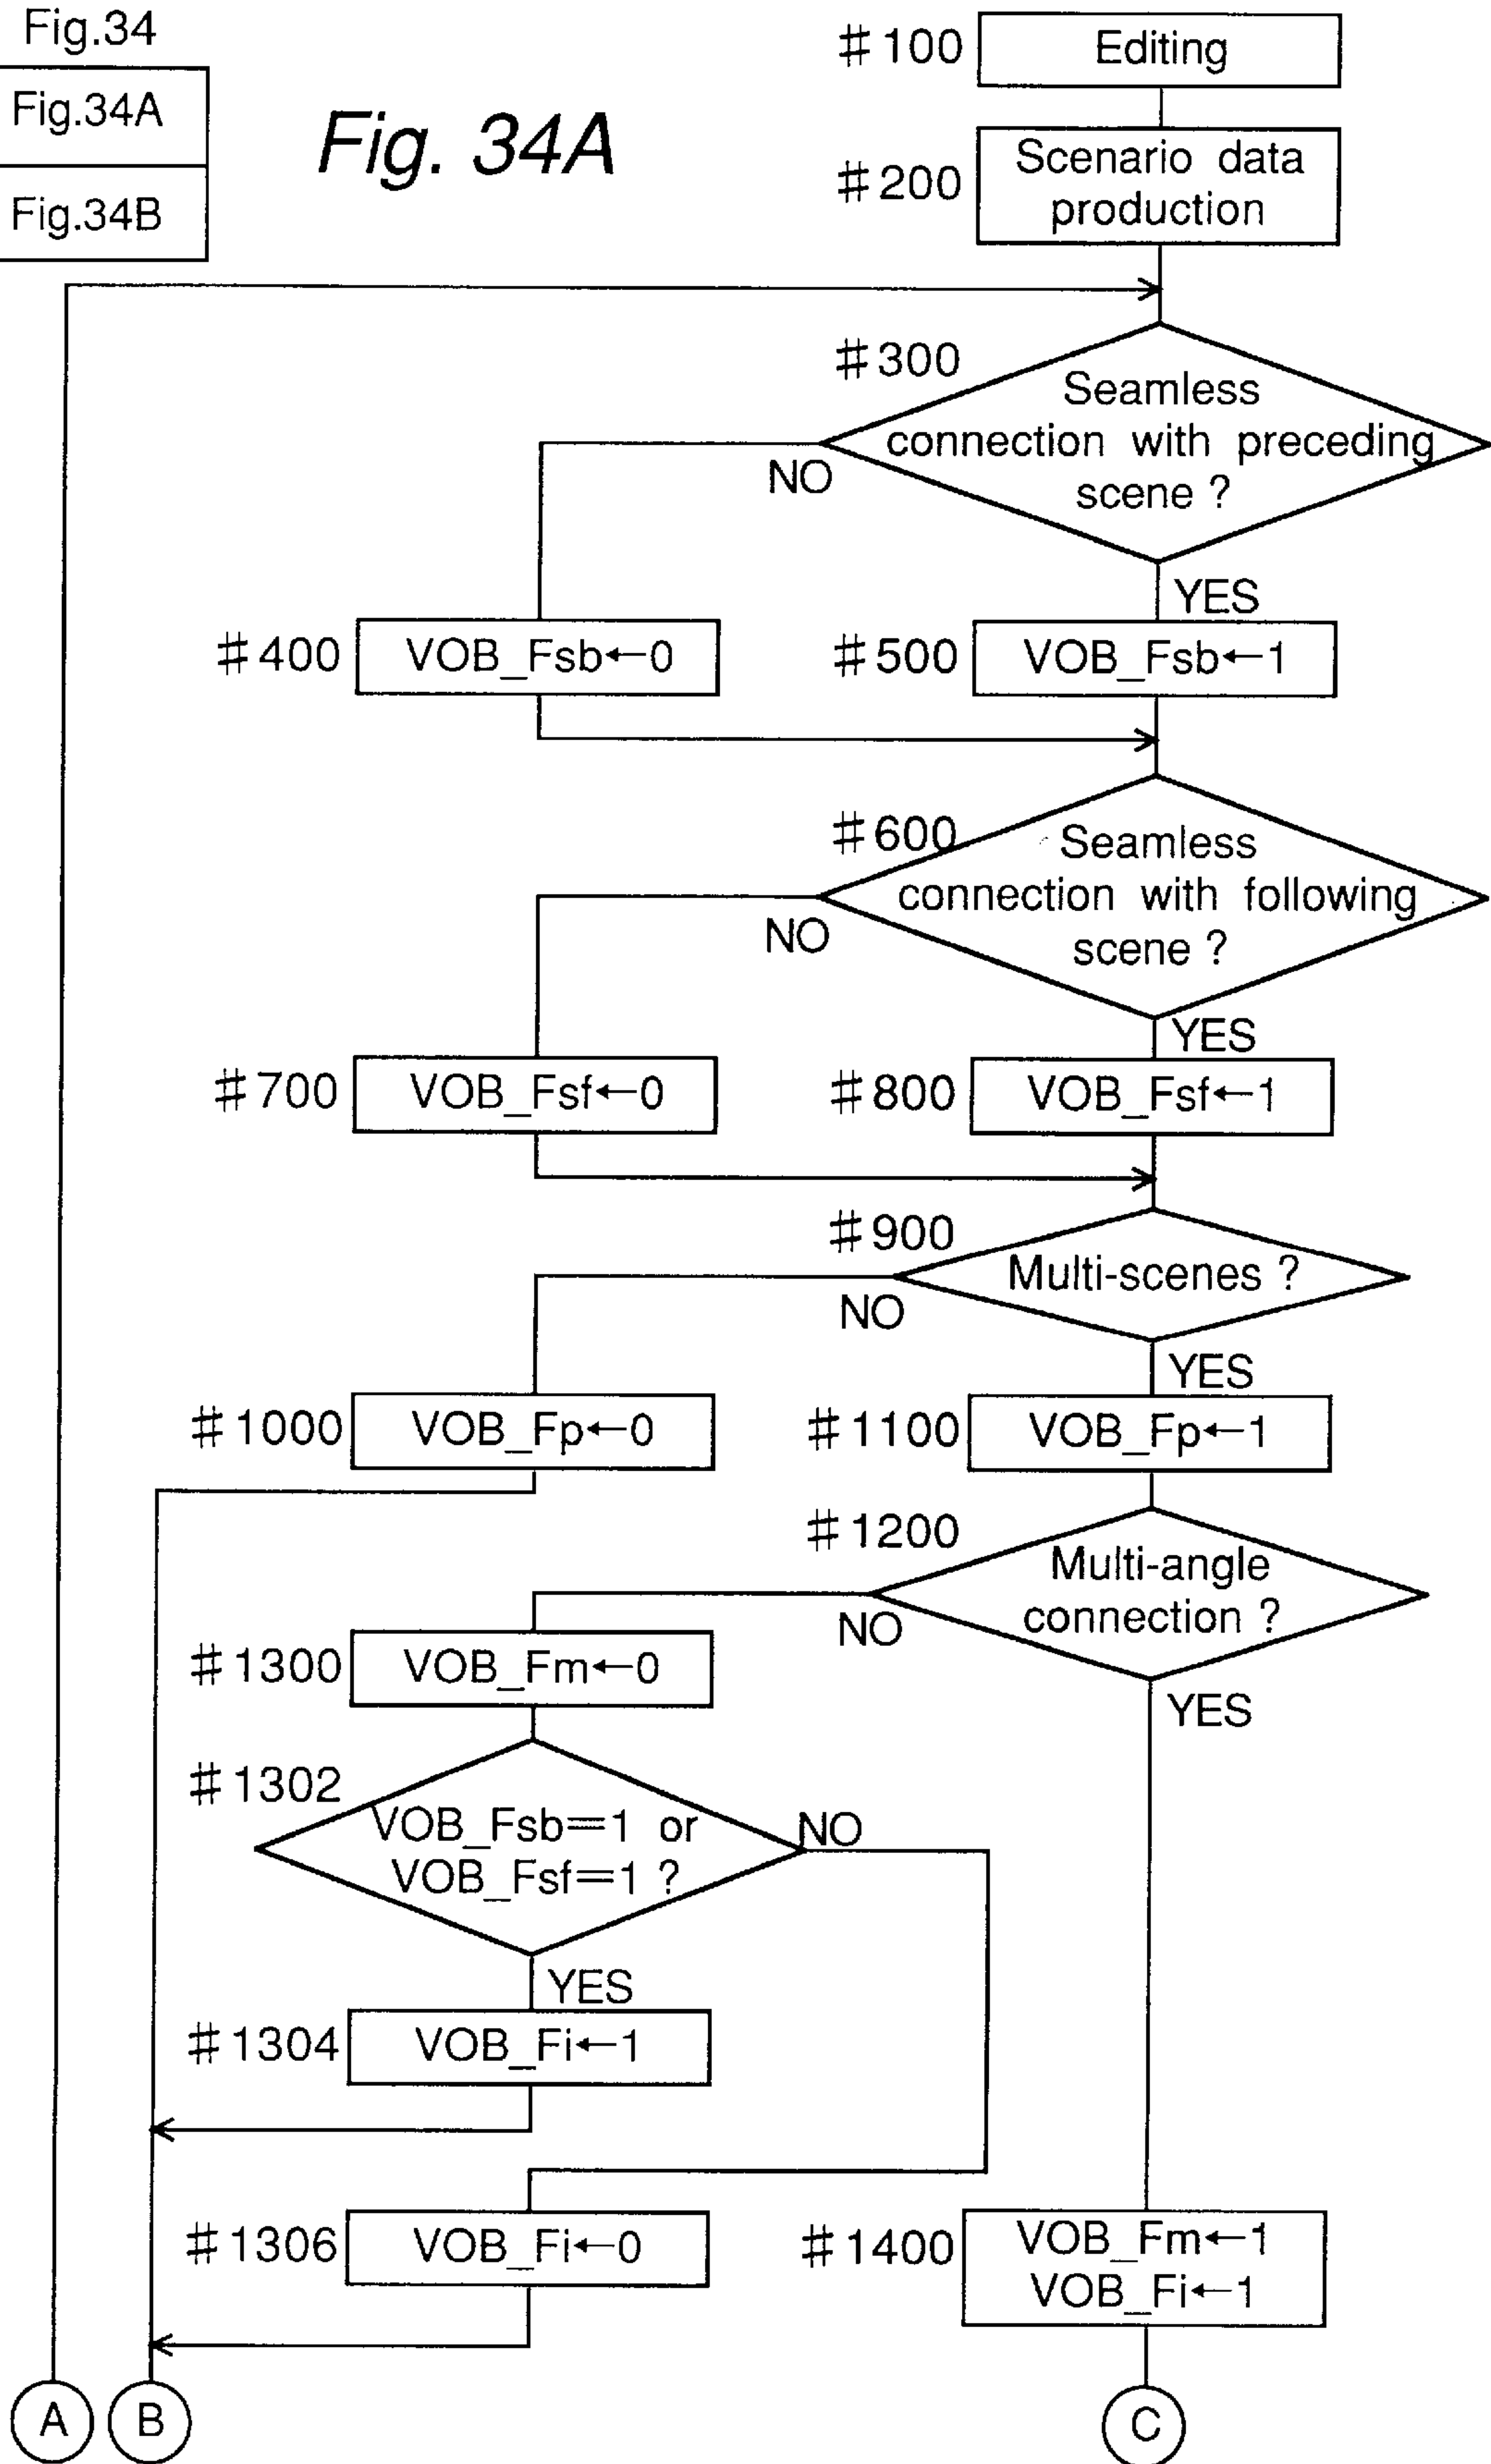 Fig.34
Fig.34A
Fig.34B
Fig. 34A
#100
Editing
#200
Scenario data
production
#300
Seamless
connection with preceding
scene ?
NO
YES
#400
VOB_Fsb←0
#500
VOB_Fsb←1
#600
Seamless
connection with following
scene ?
NO
YES
#700
VOB_Fsf←0
#800
VOB_Fsf←1
#900
Multi-scenes ?
NO
YES
#1000
VOB_Fp←0
#1100
VOB_Fp←1
#1200
Multi-angle
connection ?
NO
YES
#1300
VOB_Fm←0
#1302
VOB_Fsb=1 or
VOB_Fsf=1 ?
NO
YES
#1304
VOB_Fi←1
#1306
VOB_Fi←0
#1400
VOB_Fm←1
VOB_Fi←1
A
B
C